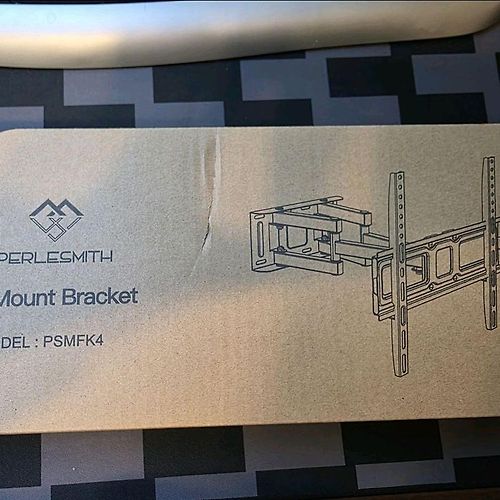 PERLESMITH
Mount Bracket
DEL : PSMFK4